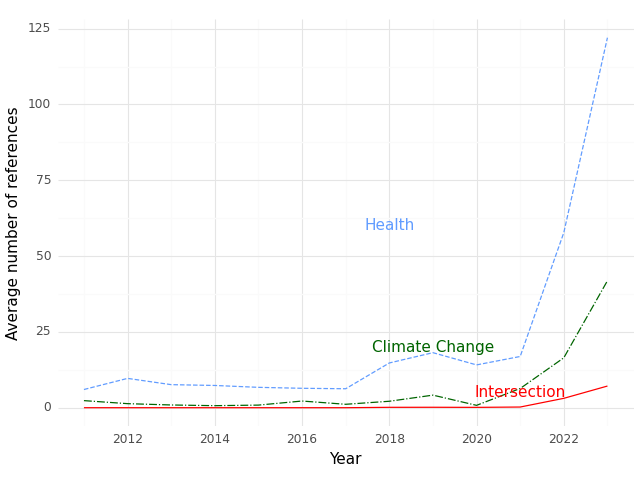 125
100
75
50
25
0
Health
Climate Change
Intersection
2012 2014 2016 2018 2020 2022
Year
Average number of references